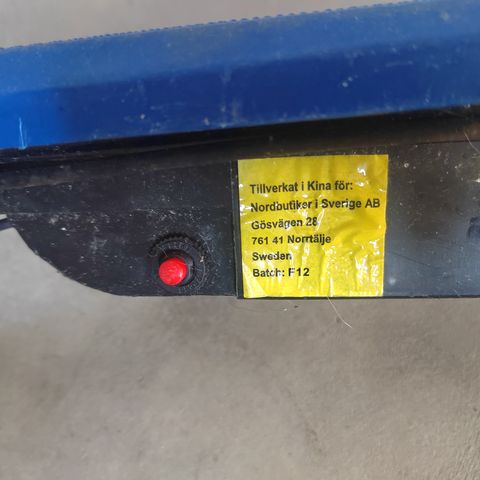 Tillverkat i Kina för:
Nordbutiker i Sverige AB
Gösvägen 28
761 41 Norrtälje
Sweden
Batch: F12